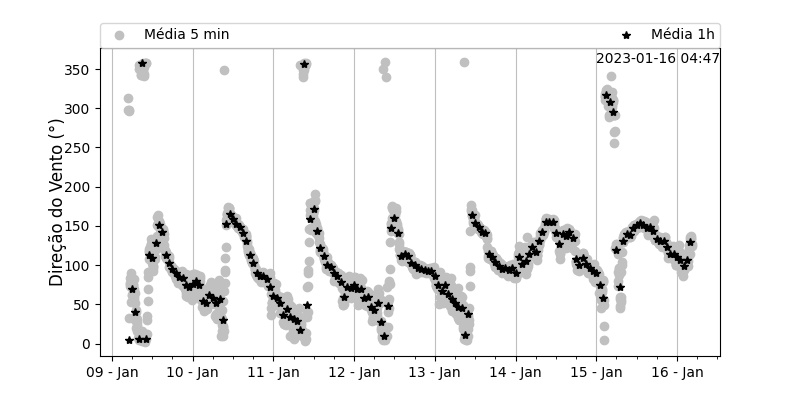 Média 5 min
Média 1h
2023-01-16 04:47
Direção do Vento (°)
350
300
250
200
150
100
50
0
09 - Jan
10 - Jan
11 - Jan
12 - Jan
13 - Jan
14 - Jan
15 - Jan
16 - Jan